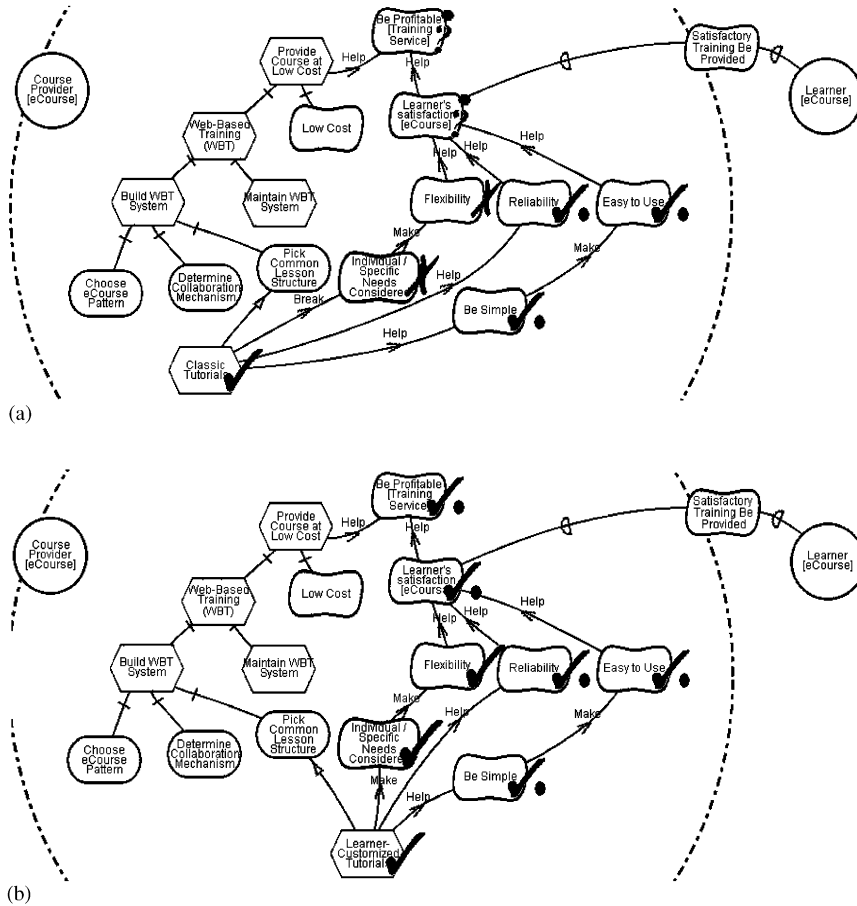 Be Profitable
[Training
Service]
Satisfactory
Training Be
Provided
Provide
Course at
Low Cost
Help
Help
Course
Provider
[eCourse]
Learner
[eCourse]
Learner's
satisfaction
[eCourse]
Low Cost
Web-Based
Training
(WBT)
Help
Help
Help
Build WBT
System
Maintain WBT
System
Flexibility
Reliability
Easy to Use
Make
Make
Pick
Common
Lesson
Structure
Individual /
Specific
Needs
Considere
Choose
eCourse
Pattern
Determine
Collaboration
Mechanism
Help
Break
Be Simple
Help
Classic
Tutorials
(a)
Be Profitable
[Training
Service]
Satisfactory
Training Be
Provided
Provide
Course at
Low Cost
Help
Help
Course
Provider
[eCourse]
Learner
[eCourse]
Learner's
satisfaction
[eCours
Low Cost
Web-Based
Training
(WBT)
Help
Help
Help
Build WBT
System
Maintain WBT
System
Flexibility
Reliability
Easy to Use
Make
Help
Make
Pick
Common
Lesson
Structure
Individual /
Specific
Needs
Considere
Choose
eCourse
Pattern
Determine
Collaboration
Mechanism
Make
Be Simple
Help
Learner-
Customized
Tutorials
(b)